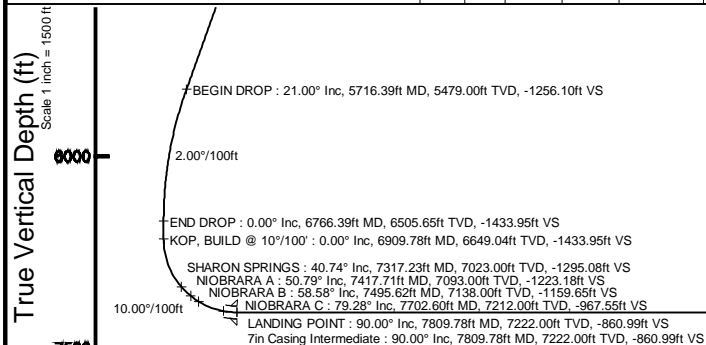 True Vertical Depth (ft)
Scale 1 inch = 1500 ft
BEGIN DROP : 21.00° Inc, 5716.39ft MD, 5479.00ft TVD, -1256.10ft VS
6000
2.00°/100ft
END DROP : 0.00° Inc, 6766.39ft MD, 6505.65ft TVD, -1433.95ft VS
KOP, BUILD @ 10°/100' : 0.00° Inc, 6909.78ft MD, 6649.04ft TVD, -1433.95ft VS
SHARON SPRINGS : 40.74° Inc, 7317.23ft MD, 7023.00ft TVD, -1295.08ft VS
NIOBRARA A : 50.79° Inc, 7417.71ft MD, 7093.00ft TVD, -1223.18ft VS
NIOBRARA B : 58.58° Inc, 7495.62ft MD, 7138.00ft TVD, -1159.65ft VS
10.00°/100ft
NIOBRARA C : 79.28° Inc, 7702.60ft MD, 7212.00ft TVD, -967.55ft VS
LANDING POINT : 90.00° Inc, 7809.78ft MD, 7222.00ft TVD, -860.99ft VS
7in Casing Intermediate : 90.00° Inc, 7809.78ft MD, 7222.00ft TVD, -860.99ft VS